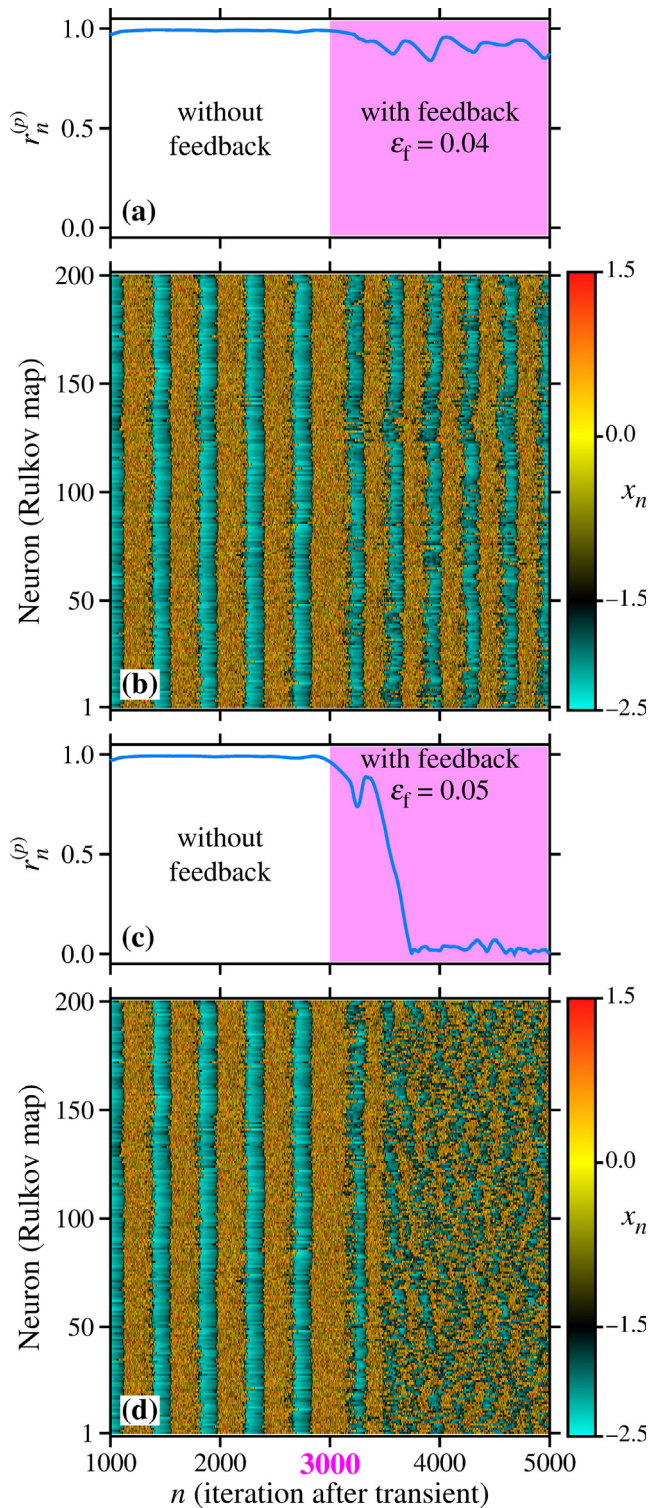 1.0
0.5
0.0
r_n^(p)
without
feedback
with feedback
ε_f = 0.04
(a)
200
150
100
50
1
Neuron (Rulkov map)
(b)
1.5
0.0
x_n
−1.5
−2.5
1.0
0.5
0.0
r_n^(p)
without
feedback
with feedback
ε_f = 0.05
(c)
200
150
100
50
1
Neuron (Rulkov map)
(d)
1.5
0.0
x_n
−1.5
−2.5
1000 2000 3000 4000 5000
n (iteration after transient)